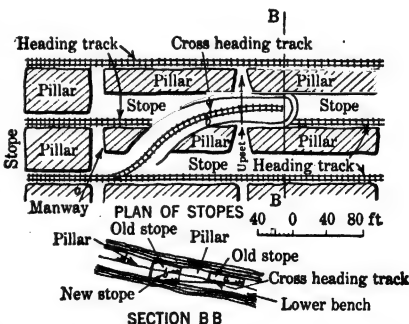 B
Heading track Cross heading track
Pillar Pillar Pillar Pillar
Stope Stope
Stope Pillar Pillar Upset Pillar
Stope Heading track
Manway B
PLAN OF STOPES 40 0 40 80 ft.
Old stope Pillar
Pillar Old stope
Cross heading track
New stope Lower bench
SECTION BB